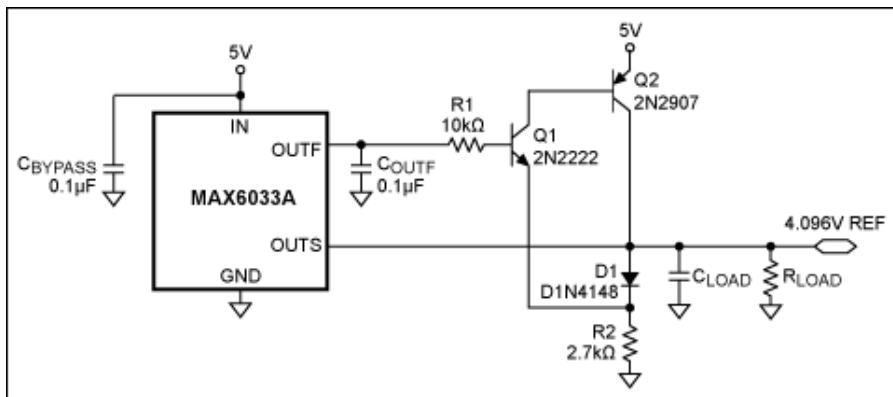 5V
5V
Q2
2N2907
R1
10kΩ
IN
OUTF
Q1
2N2222
CBYPASS
0.1µF
COUTF
0.1µF
MAX6033A
4.096V REF
OUTS
GND
D1
D1N4148
CLOAD
RLOAD
R2
2.7kΩ